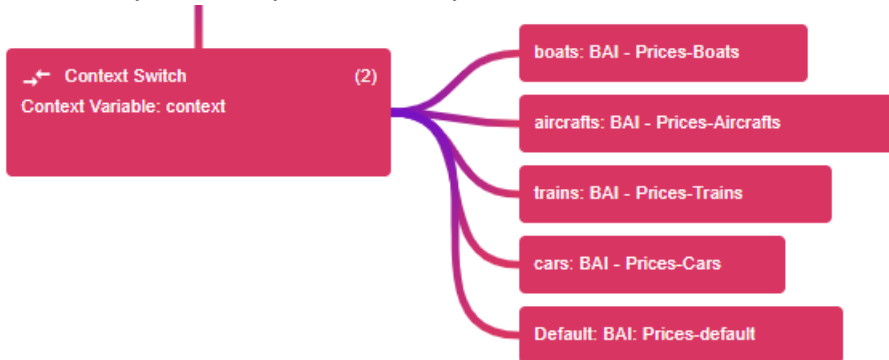 Context Switch (2)
Context Variable: context
boats: BAI - Prices-Boats
aircrafts: BAI - Prices-Aircrafts
trains: BAI - Prices-Trains
cars: BAI - Prices-Cars
Default: BAI: Prices-default